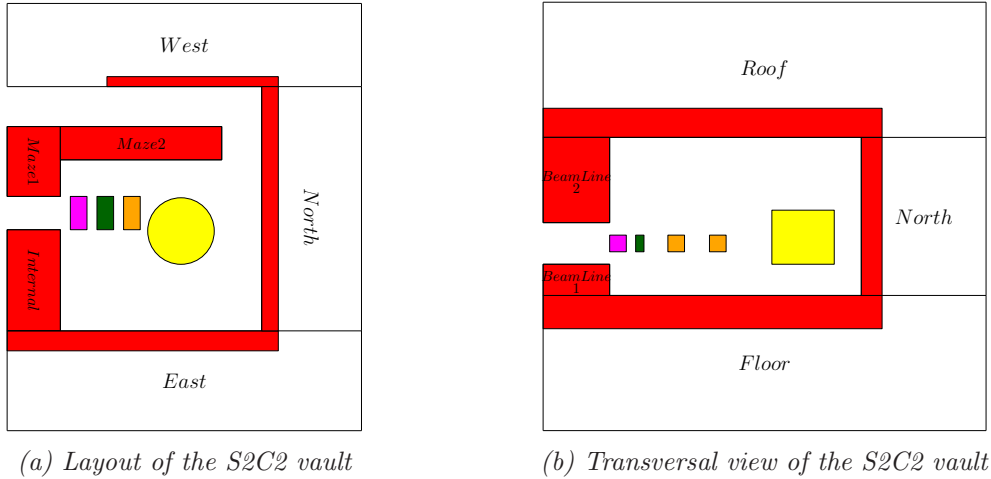 West
Maze1
Maze2
North
Internal
East
(a) Layout of the S2C2 vault
Roof
BeamLine
2
North
BeamLine
1
Floor
(b) Transversal view of the S2C2 vault